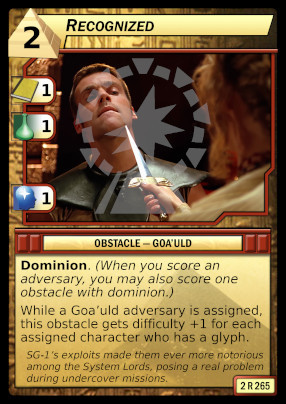 2
RECOGNIZED
1
1
1
OBSTACLE — GOA'ULD
Dominion. (When you score an
adversary, you may also score one
obstacle with dominion.)
While a Goa'uld adversary is assigned,
this obstacle gets difficulty +1 for each
assigned character who has a glyph.
SG-1's exploits made them ever more notorious
among the System Lords, posing a real problem
during undercover missions.
2 R 265